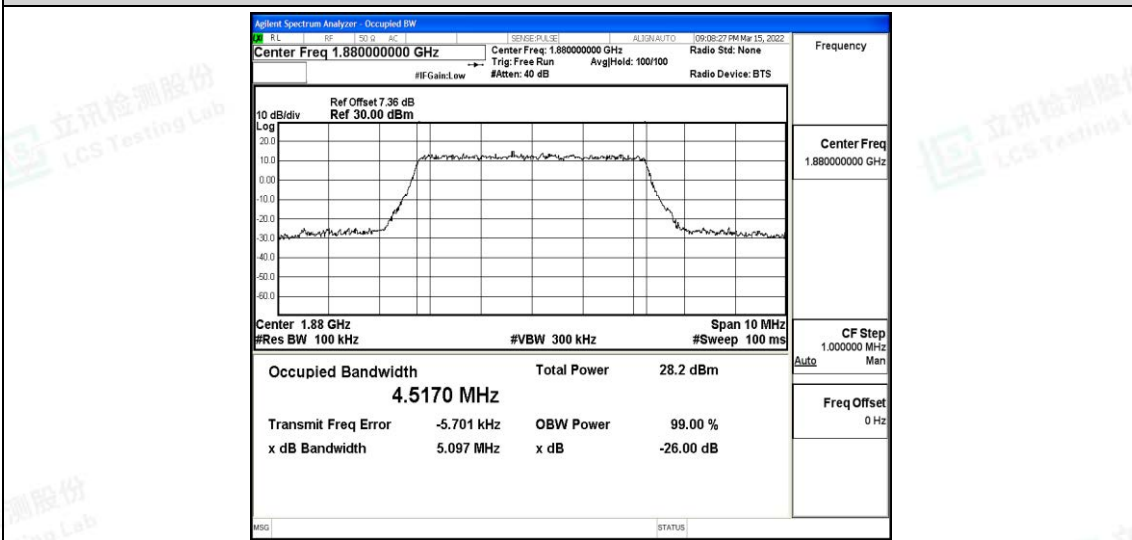 Agilent Spectrum Analyzer - Occupied BW
RL RF 50 Ω AC SENSE:PULSE ALIGNAUTO 09:08:27 PM Mar 15, 2022
Center Freq 1.880000000 GHz
Center Freq: 1.880000000 GHz
Radio Std: None
Trig: Free Run
Avg|Hold: 100/100
#IFGain:Low
#Atten: 40 dB
Radio Device: BTS
Frequency
Ref Offset 7.36 dB
10 dB/div Ref 30.00 dBm
Log
20.0
10.0
0.00
-10.0
-20.0
-30.0
-40.0
-50.0
-60.0
Center 1.88 GHz Span 10 MHz
#Res BW 100 kHz #VBW 300 kHz #Sweep 100 ms
Center Freq
1.880000000 GHz
CF Step
1.000000 MHz
Auto Man
Freq Offset
0 Hz
Occupied Bandwidth Total Power 28.2 dBm
4.5170 MHz
Transmit Freq Error -5.701 kHz OBW Power 99.00 %
x dB Bandwidth 5.097 MHz x dB -26.00 dB
MSG STATUS
立讯检测股份
LCS Testing Lab
立讯检测股份
LCS Testing L
测股份
ing Lab